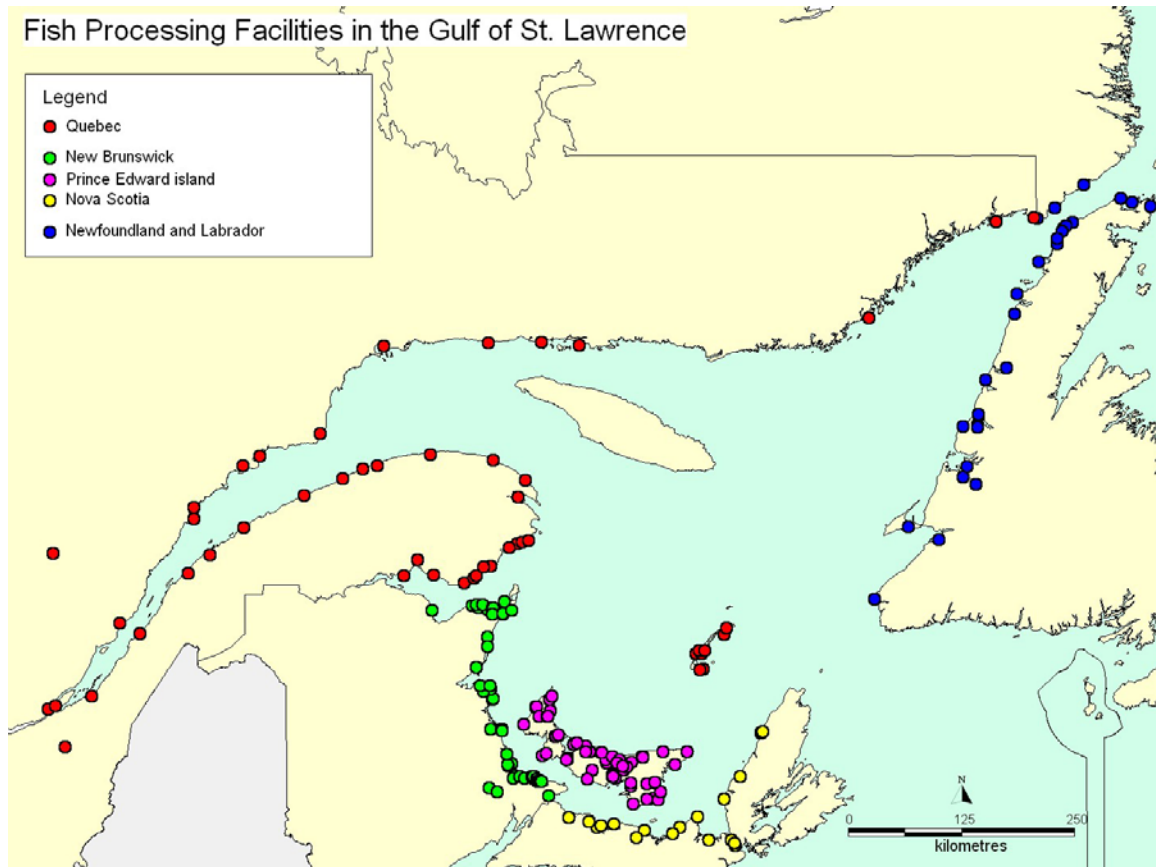 Fish Processing Facilities in the Gulf of St. Lawrence
Legend
Quebec
New Brunswick
Prince Edward island
Nova Scotia
Newfoundland and Labrador
N
0 125 250
kilometres